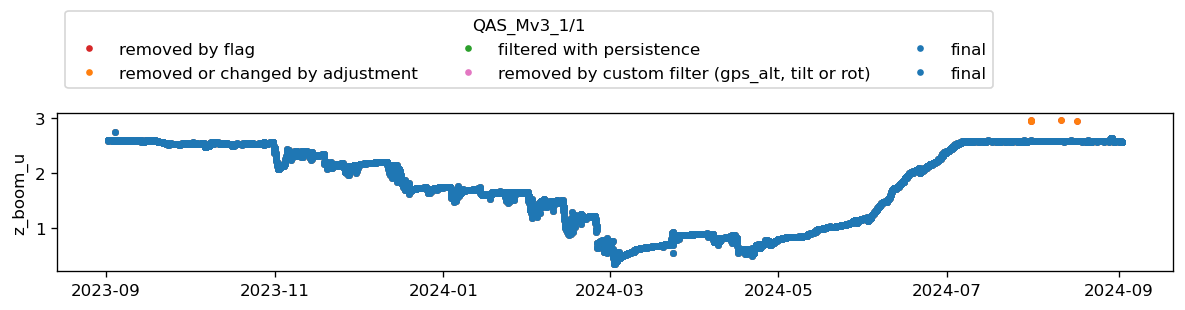 QAS_Mv3_1/1
removed by flag
filtered with persistence
final
removed or changed by adjustment
removed by custom filter (gps_alt, tilt or rot)
final
3
2
1
z_boom_u
2023-09 2023-11 2024-01 2024-03 2024-05 2024-07 2024-09